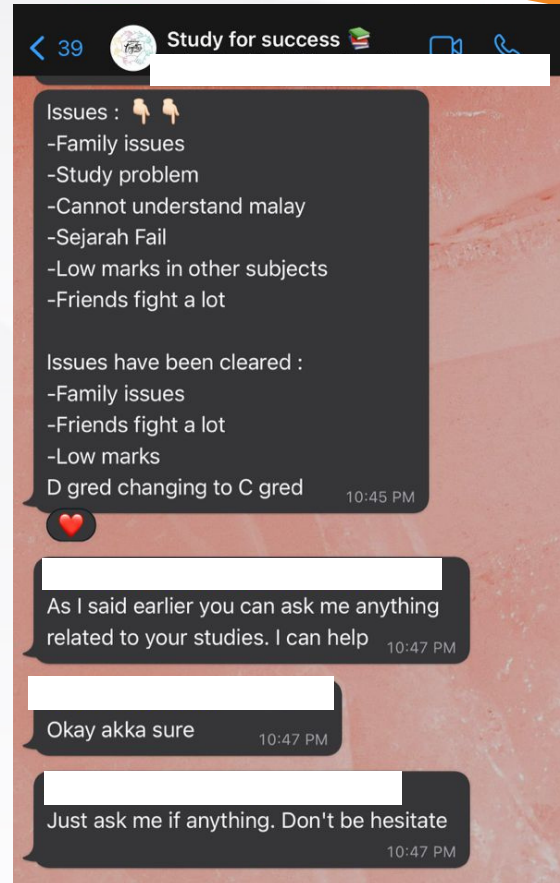 39
Study for success 📚
Issues : 👇🏻 👇🏻
-Family issues
-Study problem
-Cannot understand malay
-Sejarah Fail
-Low marks in other subjects
-Friends fight a lot
Issues have been cleared :
-Family issues
-Friends fight a lot
-Low marks
D gred changing to C gred
10:45 PM
❤️
As I said earlier you can ask me anything
related to your studies. I can help
10:47 PM
Okay akka sure
10:47 PM
Just ask me if anything. Don't be hesitate
10:47 PM